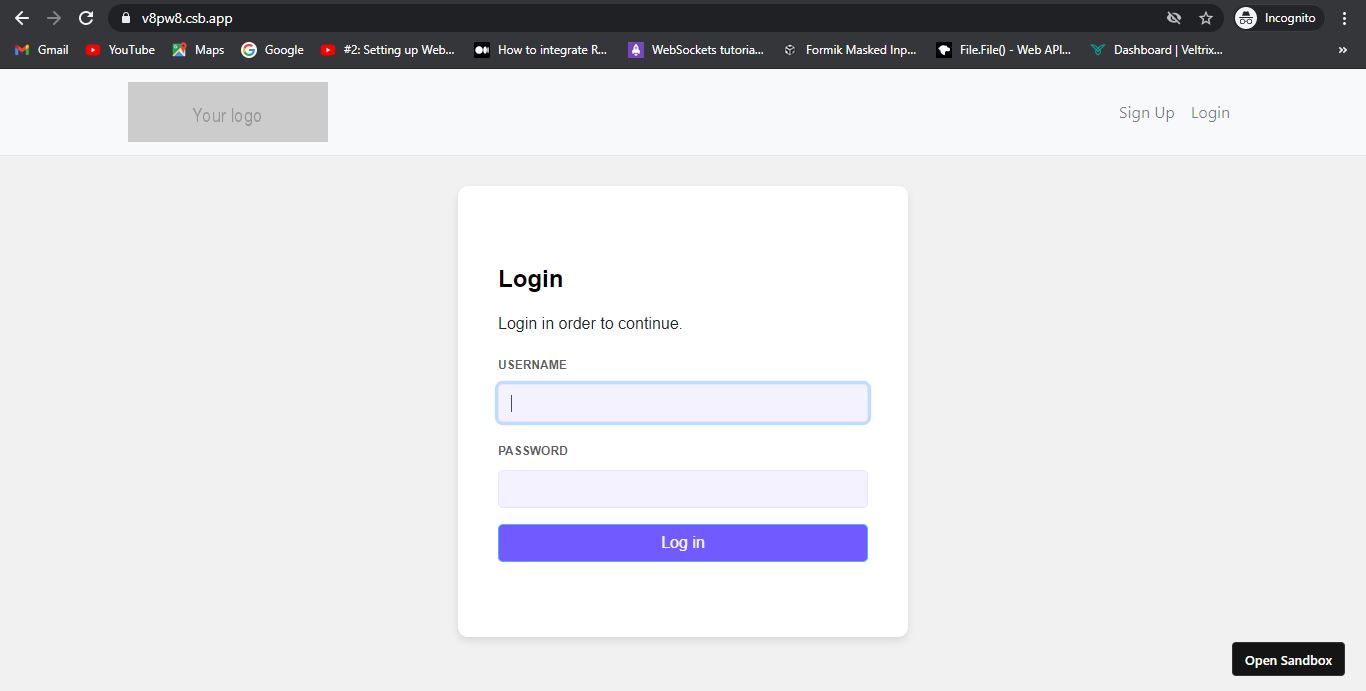 v8pw8.csb.app
Incognito
Gmail YouTube Maps Google #2: Setting up Web... How to integrate R... WebSockets tutoria... Formik Masked Inp... File.File() - Web API... Dashboard | Veltrix... »
Your logo
Sign Up Login
Login
Login in order to continue.
USERNAME
PASSWORD
Log in
Open Sandbox